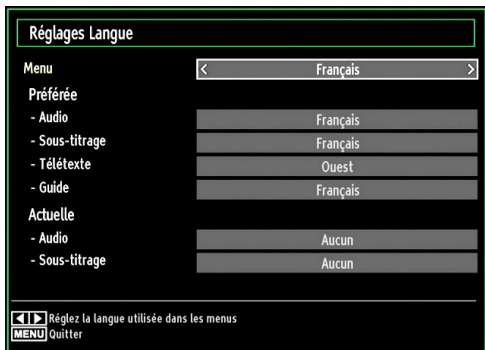 Réglages Langue
Menu < Français >
Préférée
- Audio Français
- Sous-titrage Français
- Télétexte Ouest
- Guide Français
Actuelle
- Audio Aucun
- Sous-titrage Aucun
◀▶ Réglez la langue utilisée dans les menus
MENU Quitter